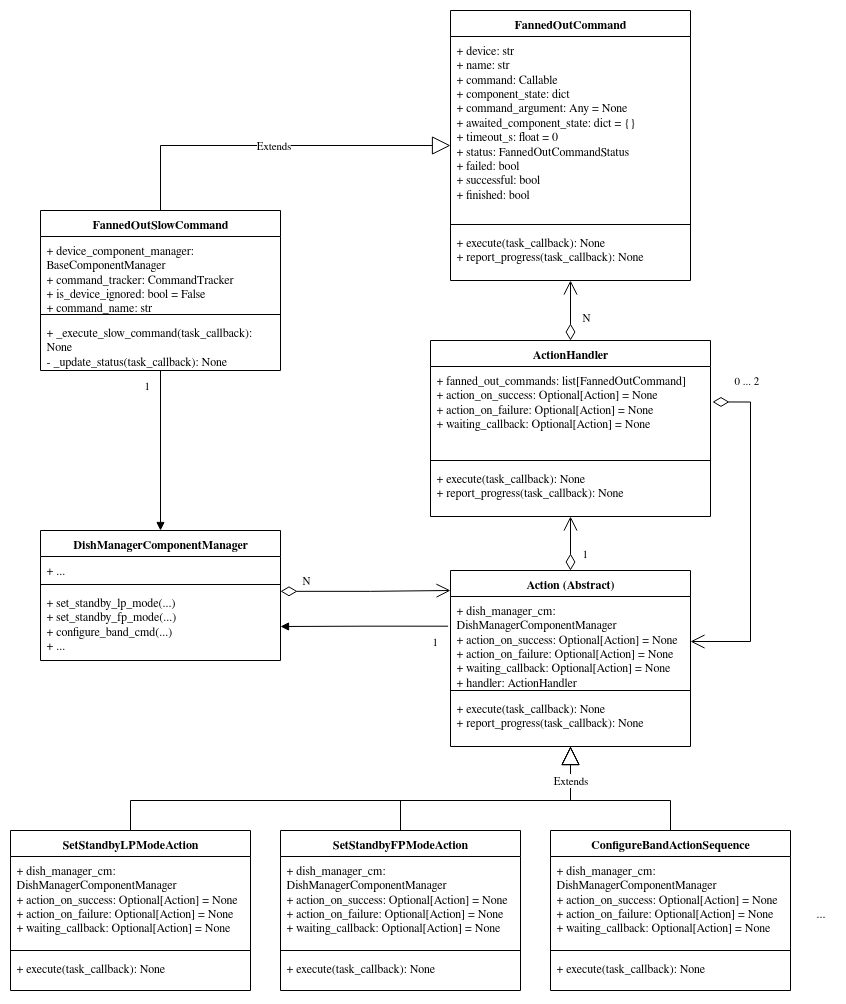 FannedOutCommand
+ device: str
+ name: str
+ command: Callable
+ component_state: dict
+ command_argument: Any = None
+ awaited_component_state: dict = {}
+ timeout_s: float = 0
+ status: FannedOutCommandStatus
+ failed: bool
+ successful: bool
+ finished: bool
+ execute(task_callback): None
+ report_progress(task_callback): None
Extends
FannedOutSlowCommand
+ device_component_manager:
BaseComponentManager
+ command_tracker: CommandTracker
+ is_device_ignored: bool = False
+ command_name: str
+ _execute_slow_command(task_callback):
None
- _update_status(task_callback): None
1
N
ActionHandler
+ fanned_out_commands: list[FannedOutCommand]
+ action_on_success: Optional[Action] = None
+ action_on_failure: Optional[Action] = None
+ waiting_callback: Optional[Action] = None
+ execute(task_callback): None
+ report_progress(task_callback): None
0 ... 2
1
DishManagerComponentManager
+ ...
+ set_standby_lp_mode(...)
+ set_standby_fp_mode(...)
+ configure_band_cmd(...)
+ ...
N
1
Action (Abstract)
+ dish_manager_cm:
DishManagerComponentManager
+ action_on_success: Optional[Action] = None
+ action_on_failure: Optional[Action] = None
+ waiting_callback: Optional[Action] = None
+ handler: ActionHandler
+ execute(task_callback): None
+ report_progress(task_callback): None
Extends
SetStandbyLPModeAction
+ dish_manager_cm:
DishManagerComponentManager
+ action_on_success: Optional[Action] = None
+ action_on_failure: Optional[Action] = None
+ waiting_callback: Optional[Action] = None
+ execute(task_callback): None
SetStandbyFPModeAction
+ dish_manager_cm:
DishManagerComponentManager
+ action_on_success: Optional[Action] = None
+ action_on_failure: Optional[Action] = None
+ waiting_callback: Optional[Action] = None
+ execute(task_callback): None
ConfigureBandActionSequence
+ dish_manager_cm:
DishManagerComponentManager
+ action_on_success: Optional[Action] = None
+ action_on_failure: Optional[Action] = None
+ waiting_callback: Optional[Action] = None
+ execute(task_callback): None
...